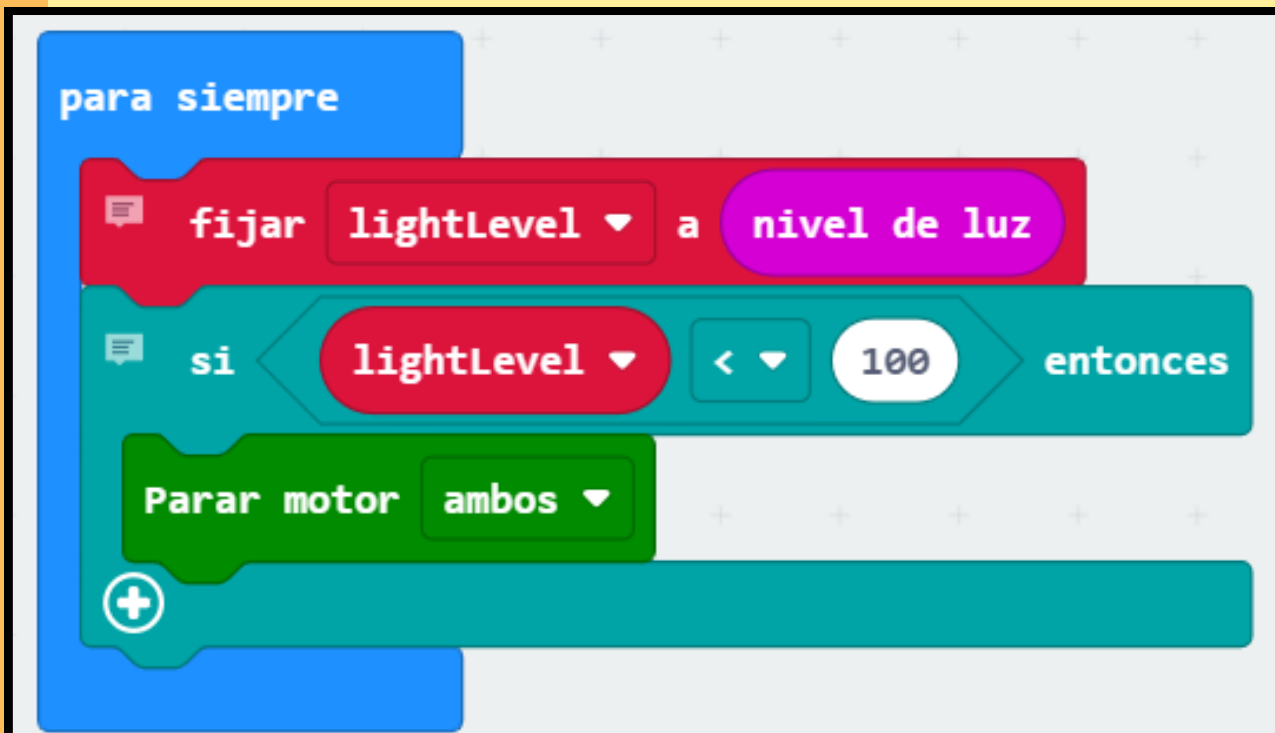 para siempre
fijar lightLevel a nivel de luz
si lightLevel < 100 entonces
Parar motor ambos